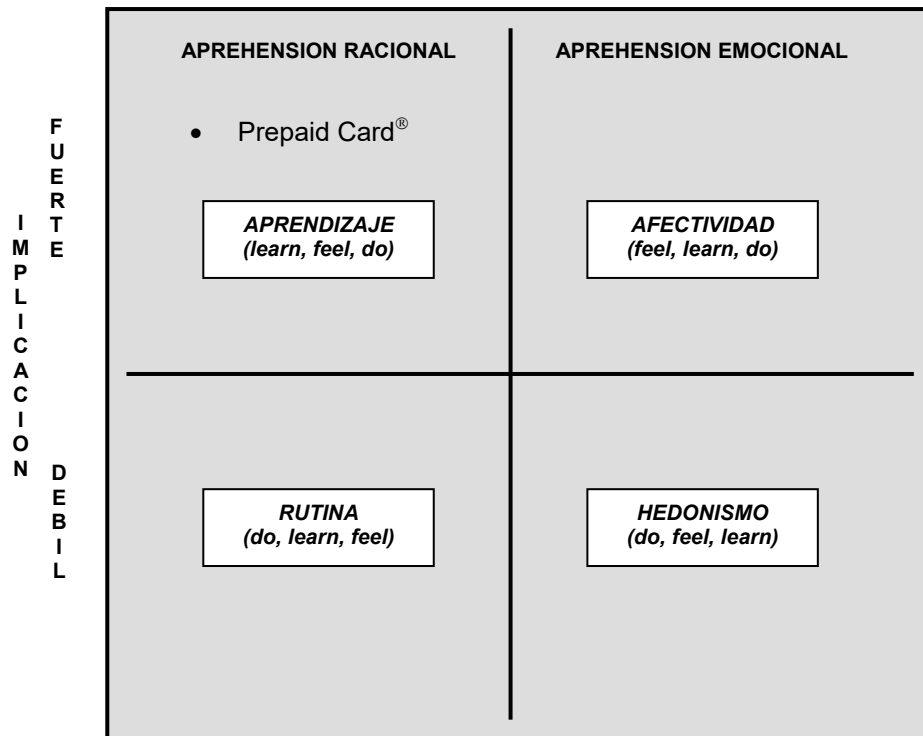 APREHENSION RACIONAL
APREHENSION EMOCIONAL
IMPLICACION
FUERTE
• Prepaid Card®
APRENDIZAJE
(learn, feel, do)
AFECTIVIDAD
(feel, learn, do)
DEBIL
RUTINA
(do, learn, feel)
HEDONISMO
(do, feel, learn)